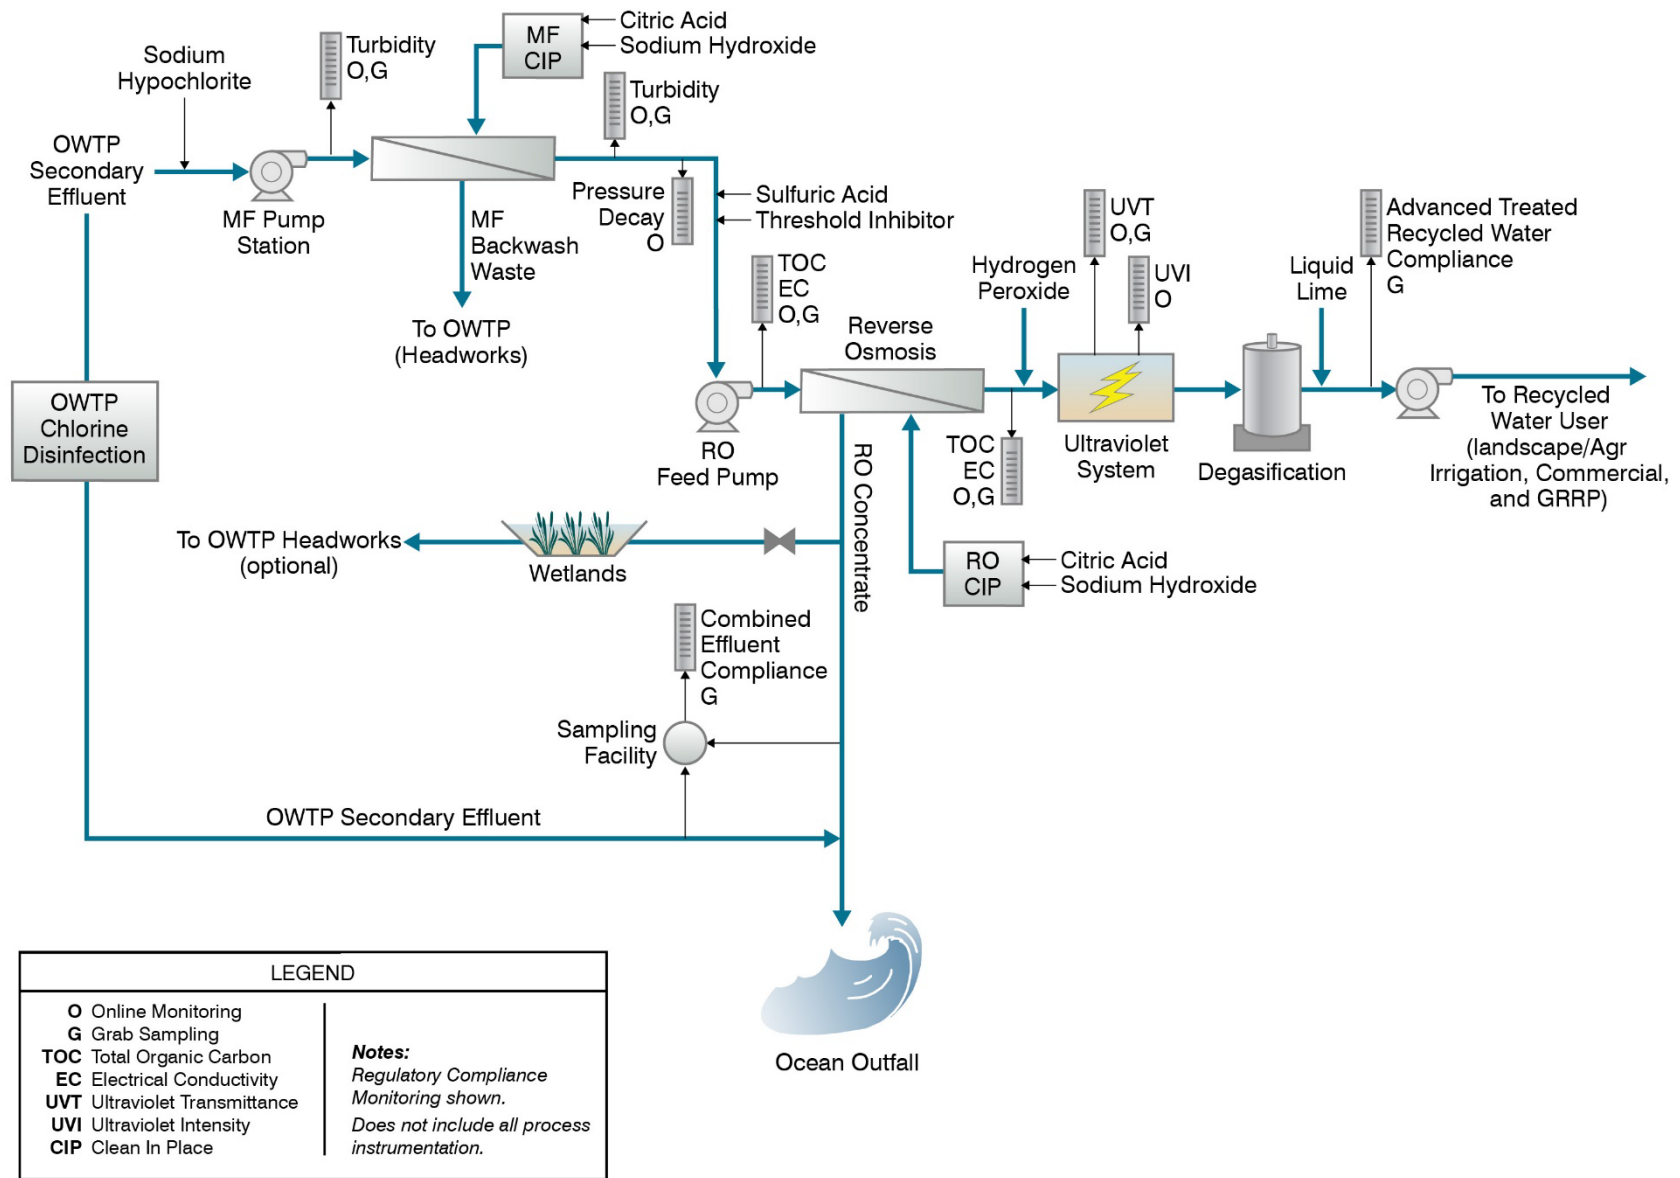 Sodium
Hypochlorite
Turbidity
O,G
MF
CIP
Citric Acid
Sodium Hydroxide
Turbidity
O,G
OWTP
Secondary
Effluent
MF Pump
Station
MF
Backwash
Waste
To OWTP
(Headworks)
Pressure
Decay
O
Sulfuric Acid
Threshold Inhibitor
TOC
EC
O,G
RO
Feed Pump
Reverse
Osmosis
Hydrogen
Peroxide
UVT
O,G
UVI
O
Liquid
Lime
Advanced Treated
Recycled Water
Compliance
G
TOC
EC
O,G
Ultraviolet
System
Degasification
To Recycled
Water User
(landscape/Agr
Irrigation, Commercial,
and GRRP)
OWTP
Chlorine
Disinfection
RO Concentrate
To OWTP Headworks
(optional)
Wetlands
RO
CIP
Citric Acid
Sodium Hydroxide
Combined
Effluent
Compliance
G
Sampling
Facility
OWTP Secondary Effluent
Ocean Outfall
LEGEND
O Online Monitoring
G Grab Sampling
TOC Total Organic Carbon
EC Electrical Conductivity
UVT Ultraviolet Transmittance
UVI Ultraviolet Intensity
CIP Clean In Place
Notes:
Regulatory Compliance
Monitoring shown.
Does not include all process
instrumentation.